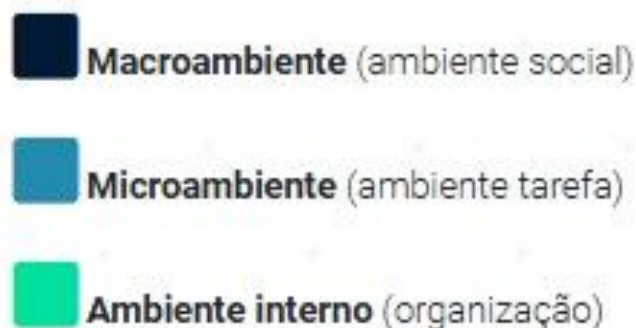 Macroambiente (ambiente social)
Microambiente (ambiente tarefa)
Ambiente interno (organização)